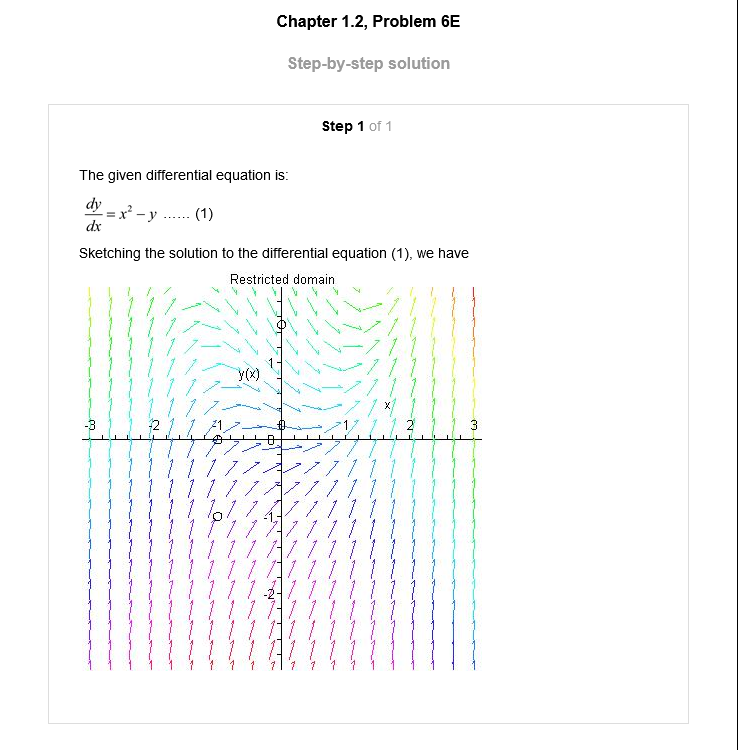 Chapter 1.2, Problem 6E
Step-by-step solution
Step 1 of 1
The given differential equation is:
dy/dx = x² − y ...... (1)
Sketching the solution to the differential equation (1), we have
Restricted domain
1
y(x)
x
-3 -2 -1 0 1 2 3
0
-1
-2